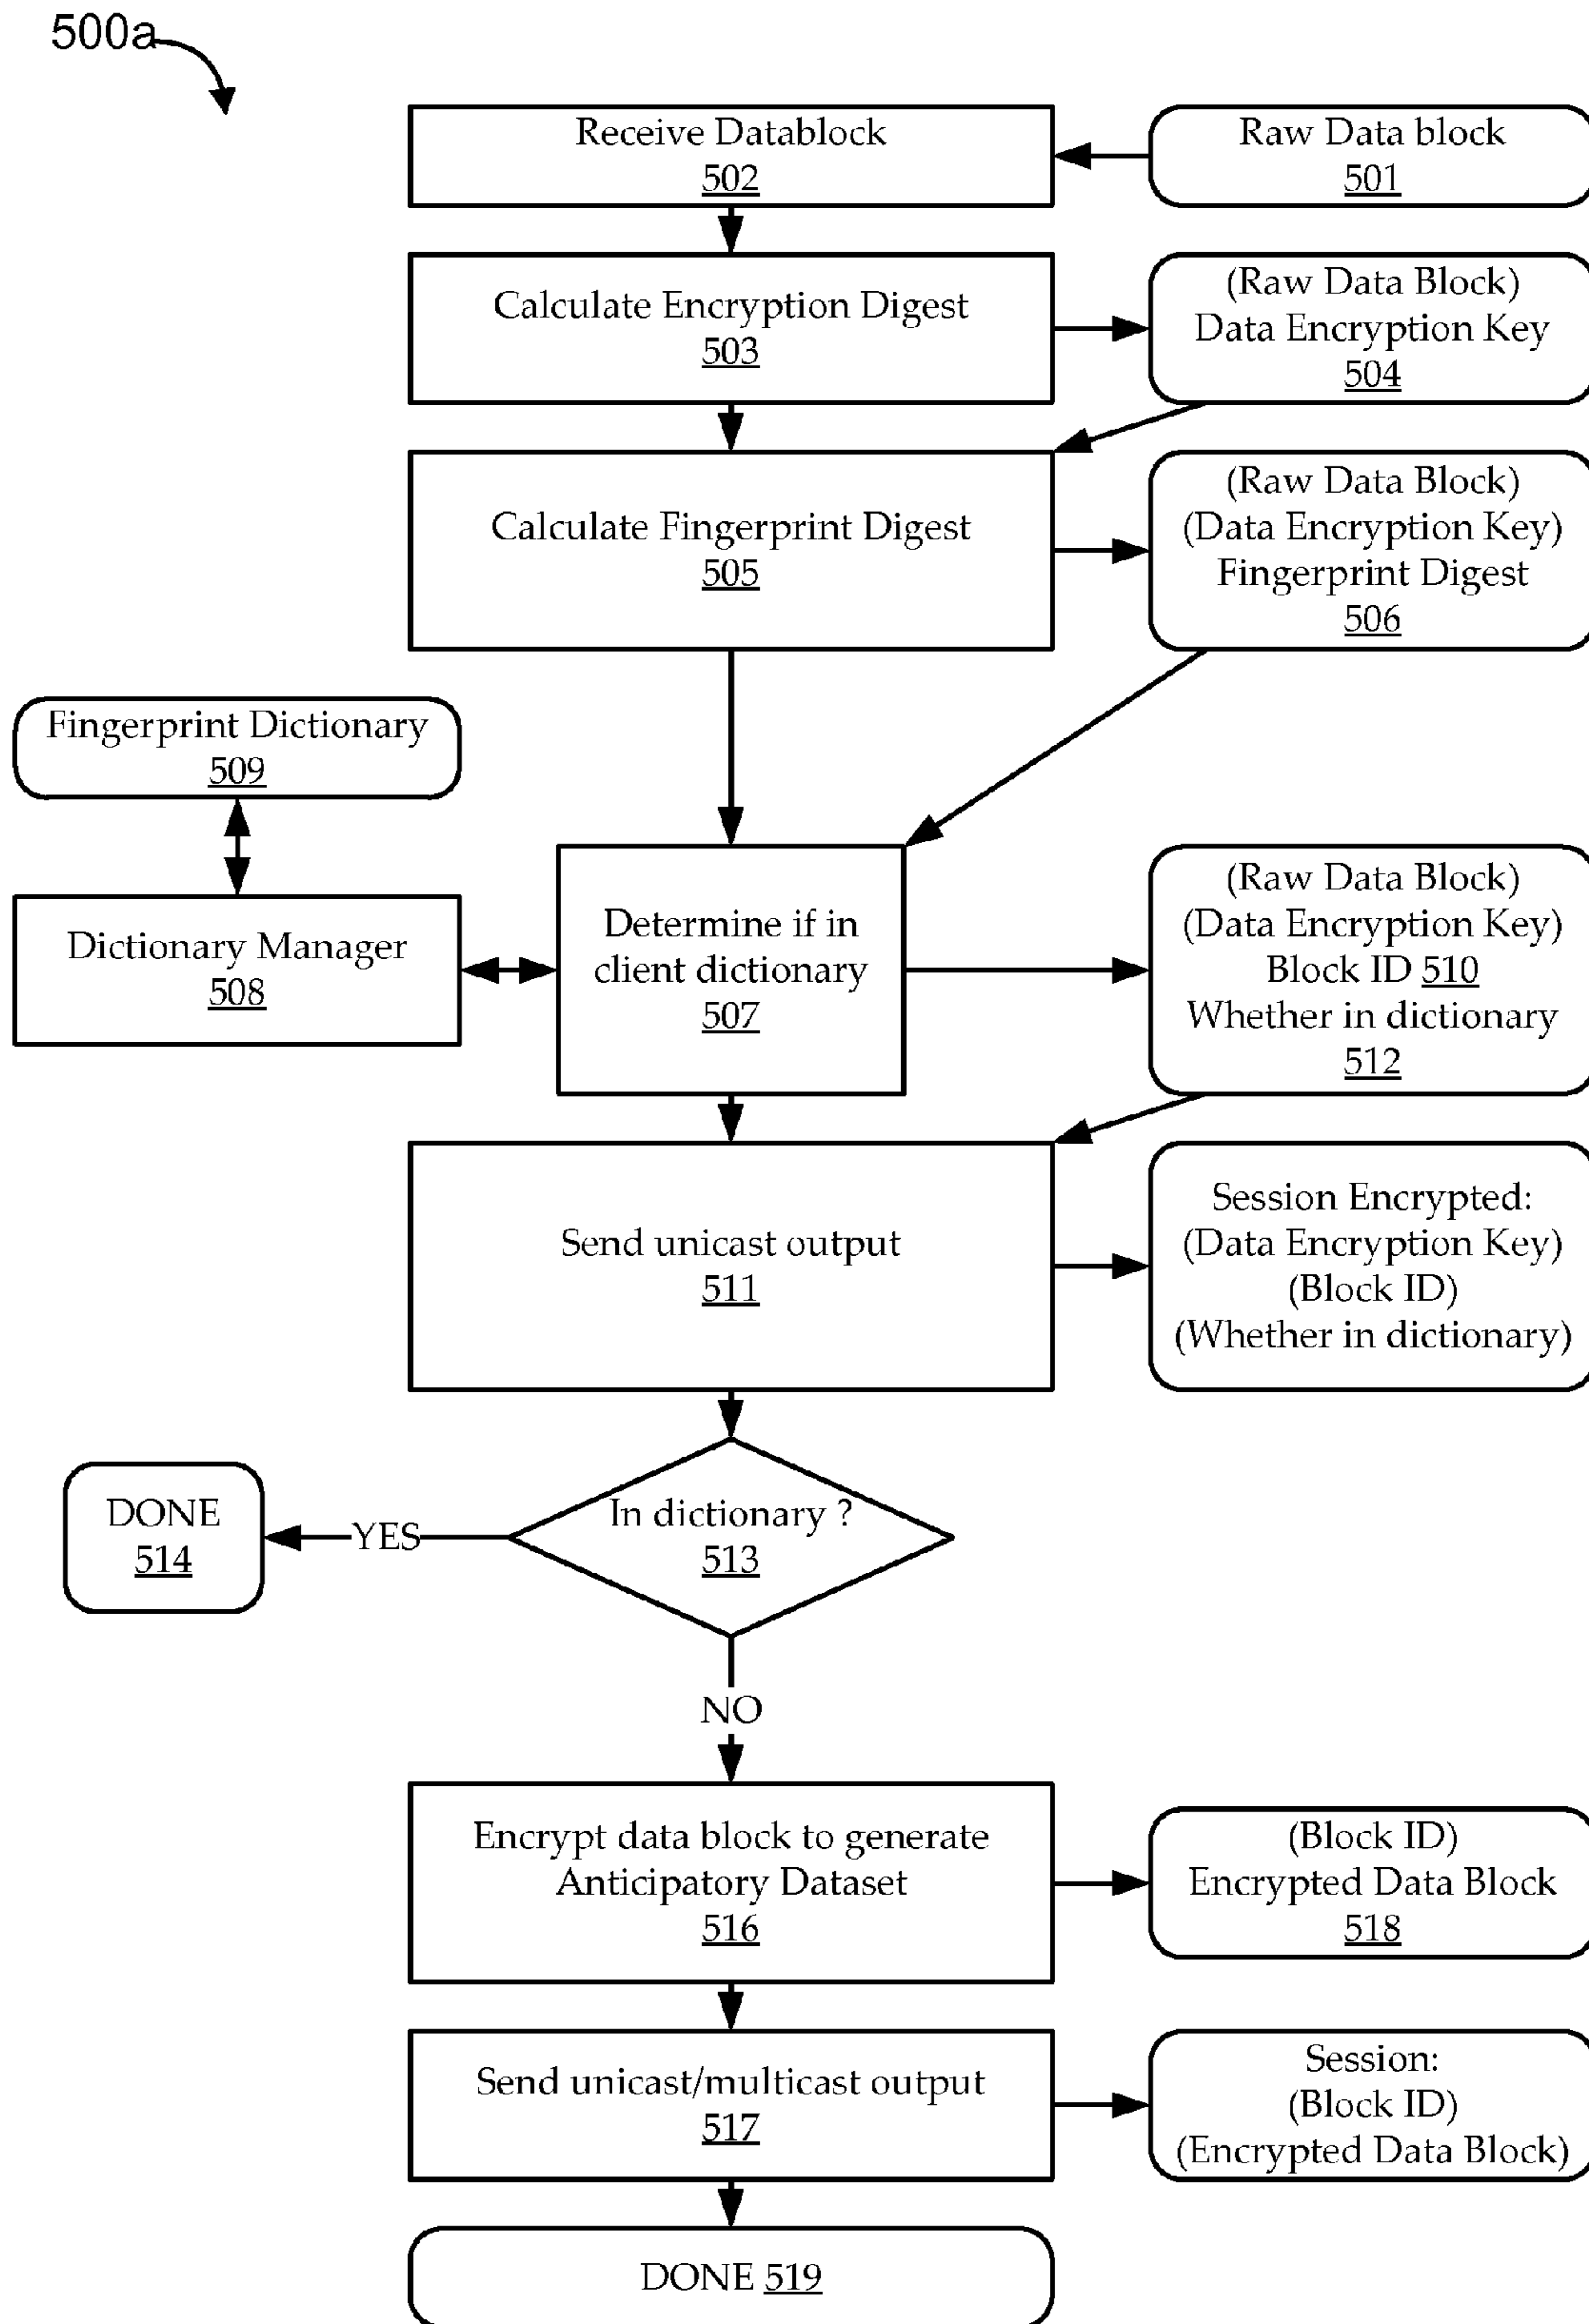 500a
Receive Datablock
502
Raw Data block
501
Calculate Encryption Digest
503
(Raw Data Block)
Data Encryption Key
504
Calculate Fingerprint Digest
505
(Raw Data Block)
(Data Encryption Key)
Fingerprint Digest
506
Fingerprint Dictionary
509
Dictionary Manager
508
Determine if in
client dictionary
507
(Raw Data Block)
(Data Encryption Key)
Block ID 510
Whether in dictionary
512
Send unicast output
511
Session Encrypted:
(Data Encryption Key)
(Block ID)
(Whether in dictionary)
In dictionary ?
513
YES
DONE
514
NO
Encrypt data block to generate
Anticipatory Dataset
516
(Block ID)
Encrypted Data Block
518
Send unicast/multicast output
517
Session:
(Block ID)
(Encrypted Data Block)
DONE 519